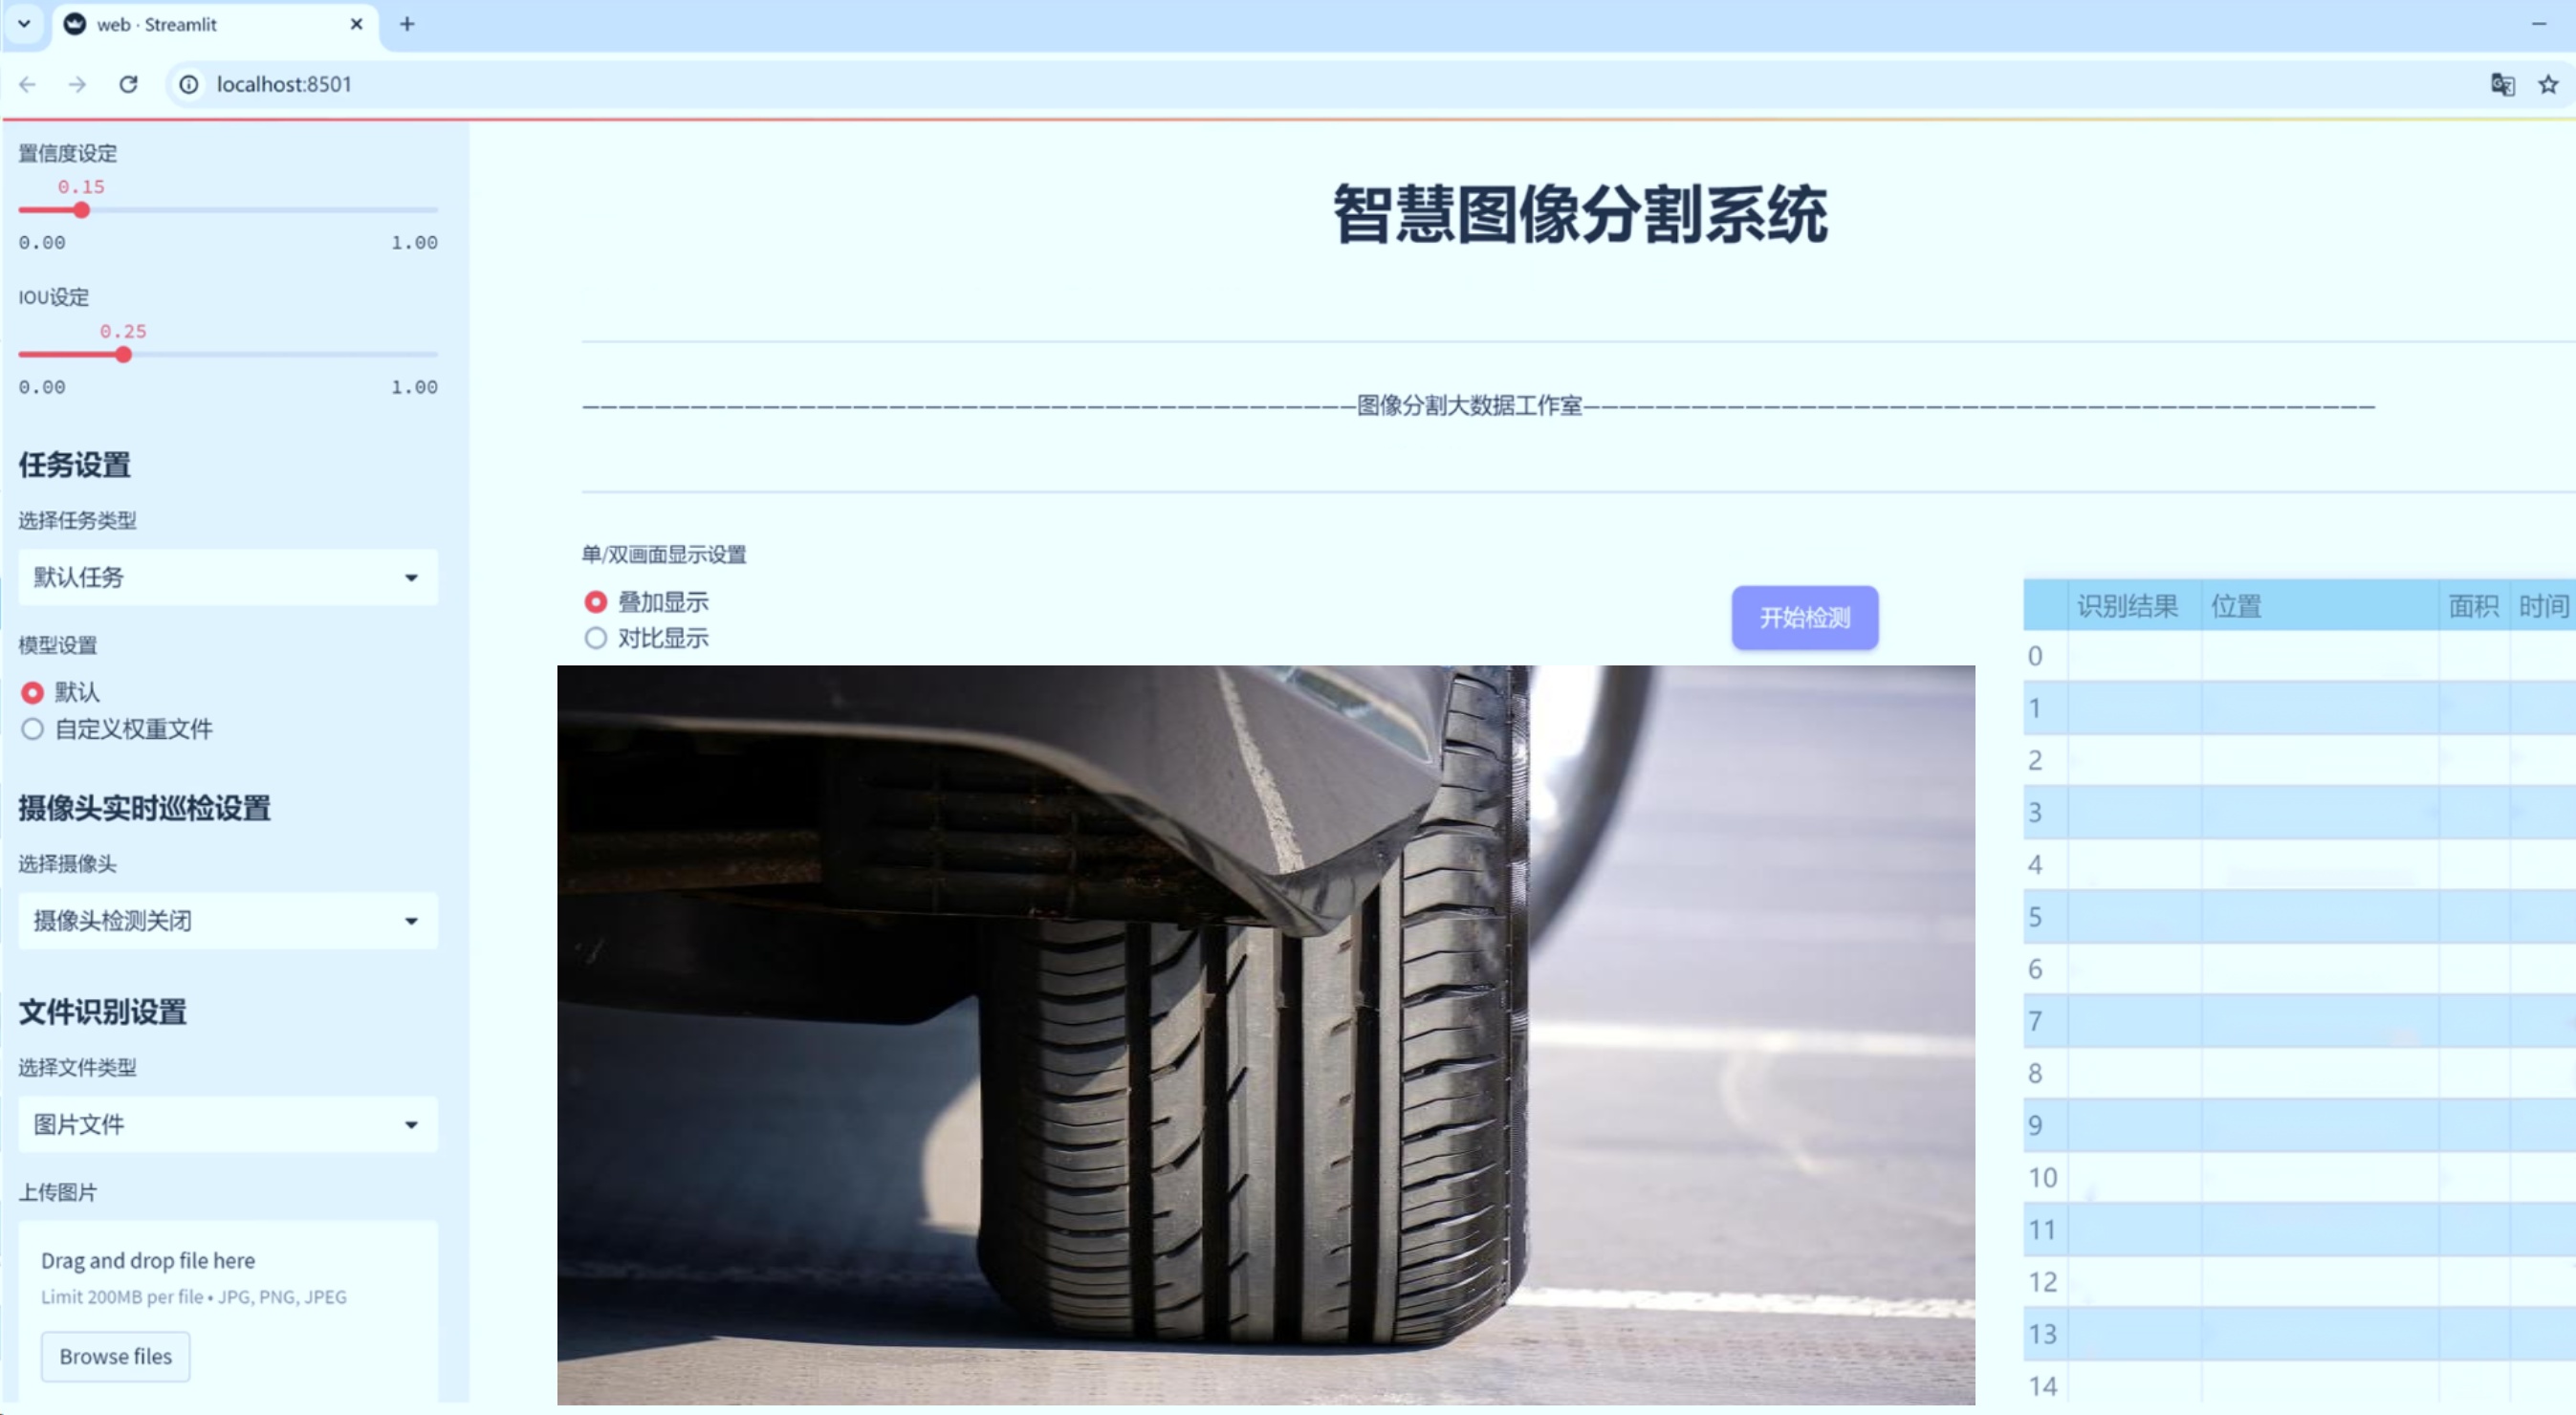 web · Streamlit
localhost:8501
置信度设定
0.15
0.00 1.00
IOU设定
0.25
0.00 1.00
任务设置
选择任务类型
默认任务
模型设置
默认
自定义权重文件
摄像头实时巡检设置
选择摄像头
摄像头检测关闭
文件识别设置
选择文件类型
图片文件
上传图片
Drag and drop file here
Limit 200MB per file • JPG, PNG, JPEG
Browse files
智慧图像分割系统
———————————————————————————————————————————图像分割大数据工作室————————————————————————————————————————————
单/双画面显示设置
叠加显示
对比显示
开始检测
识别结果 位置 面积 时间
0
1
2
3
4
5
6
7
8
9
10
11
12
13
14